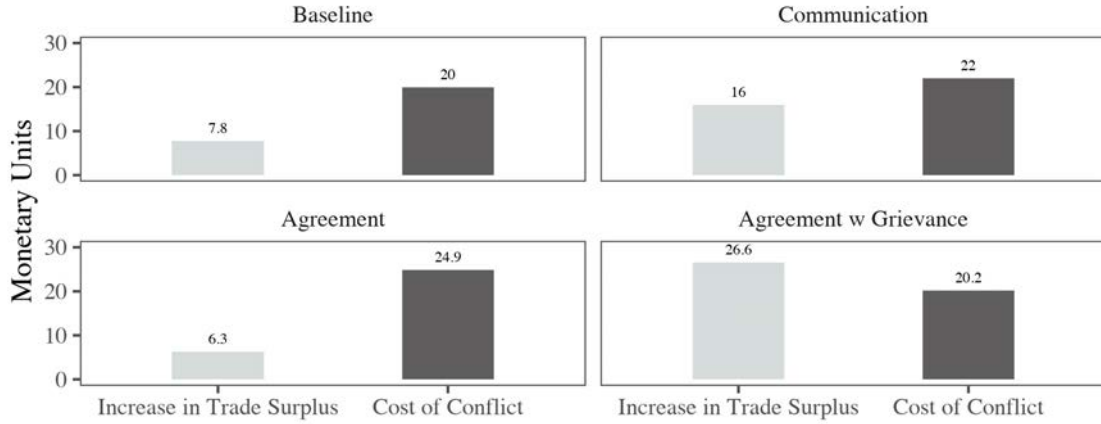 Baseline
Communication
30
20
10
0
7.8
20
16
22
Monetary Units
Agreement
Agreement w Grievance
30
20
10
0
6.3
24.9
26.6
20.2
Increase in Trade Surplus
Cost of Conflict
Increase in Trade Surplus
Cost of Conflict